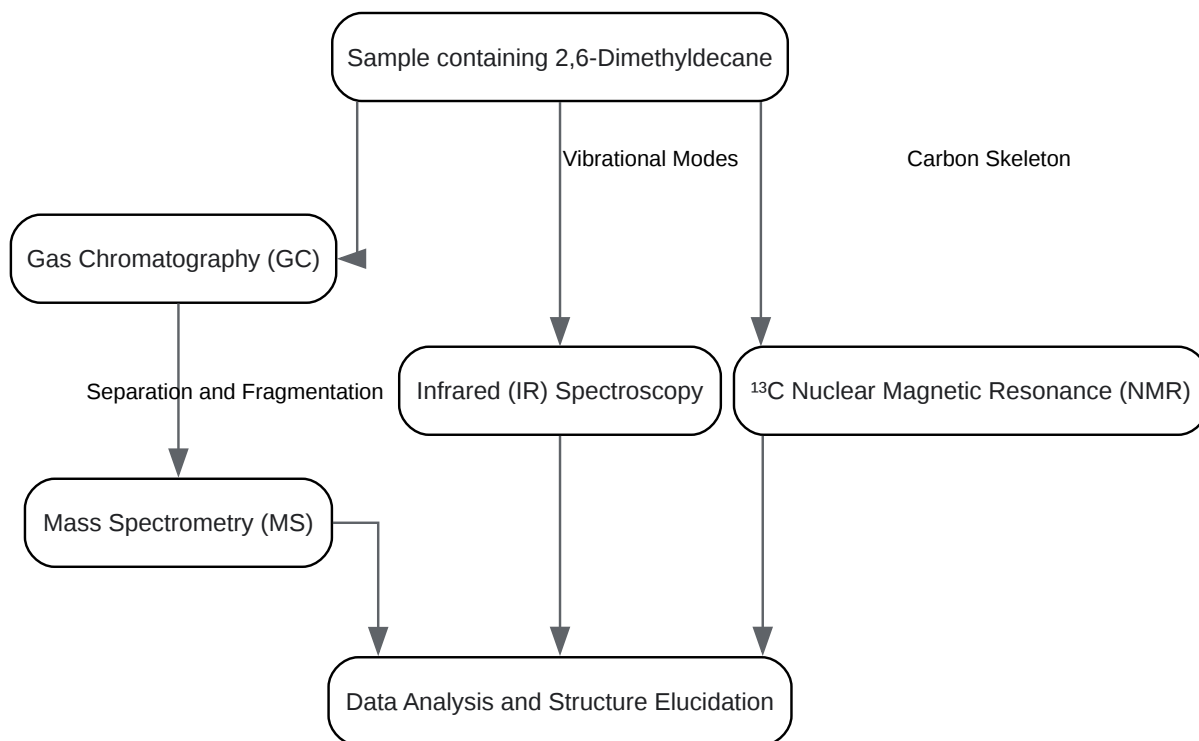 Sample containing 2,6-Dimethyldecane
Vibrational Modes
Carbon Skeleton
Gas Chromatography (GC)
Separation and Fragmentation
Infrared (IR) Spectroscopy
¹³C Nuclear Magnetic Resonance (NMR)
Mass Spectrometry (MS)
Data Analysis and Structure Elucidation